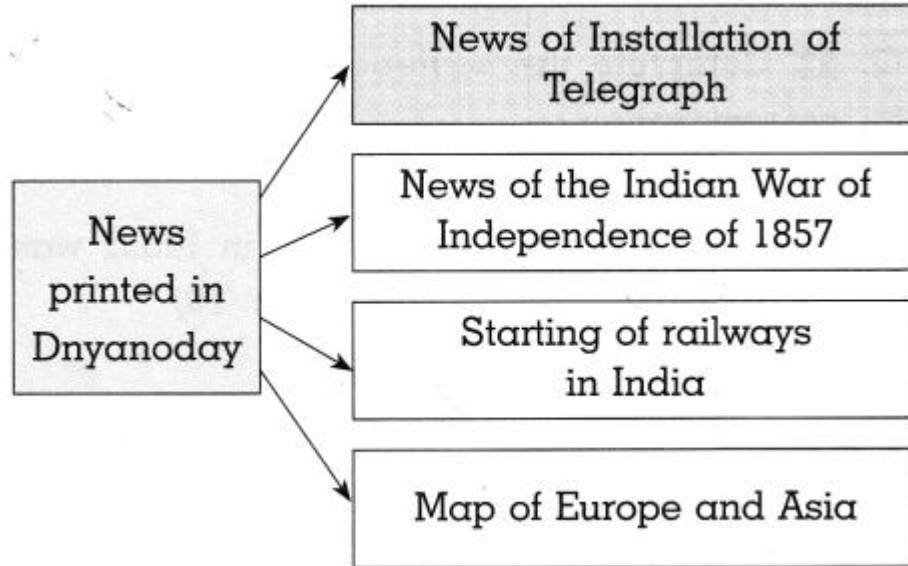 News of Installation of
Telegraph
News
printed in
Dnyanoday
News of the Indian War of
Independence of 1857
Starting of railways
in India
Map of Europe and Asia